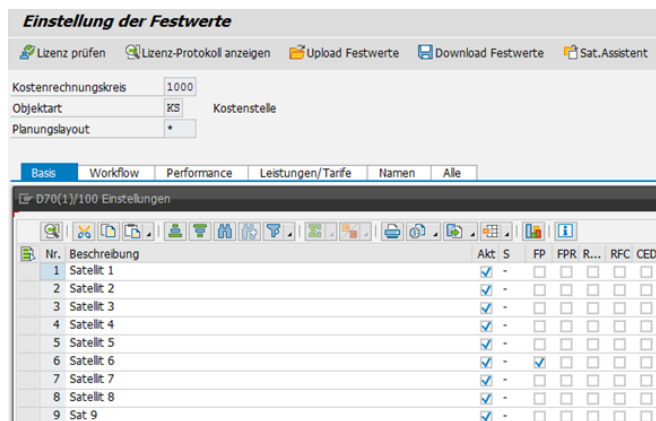 Einstellung der Festwerte
Lizenz prüfen Lizenz-Protokoll anzeigen Upload Festwerte Download Festwerte Sat.Assistent
Kostenrechnungskreis 1000
Objektart KS Kostenstelle
Planungslayout *
Basis Workflow Performance Leistungen/Tarife Namen Alle
D70(1)/100 Einstellungen
Nr. Beschreibung Akt S FP FPR R... RFC CED
1 Satellit 1 -
2 Satellit 2 -
3 Satellit 3 -
4 Satellit 4 -
5 Satellit 5 -
6 Satellit 6 -
7 Satellit 7 -
8 Satellit 8 -
9 Sat 9 -